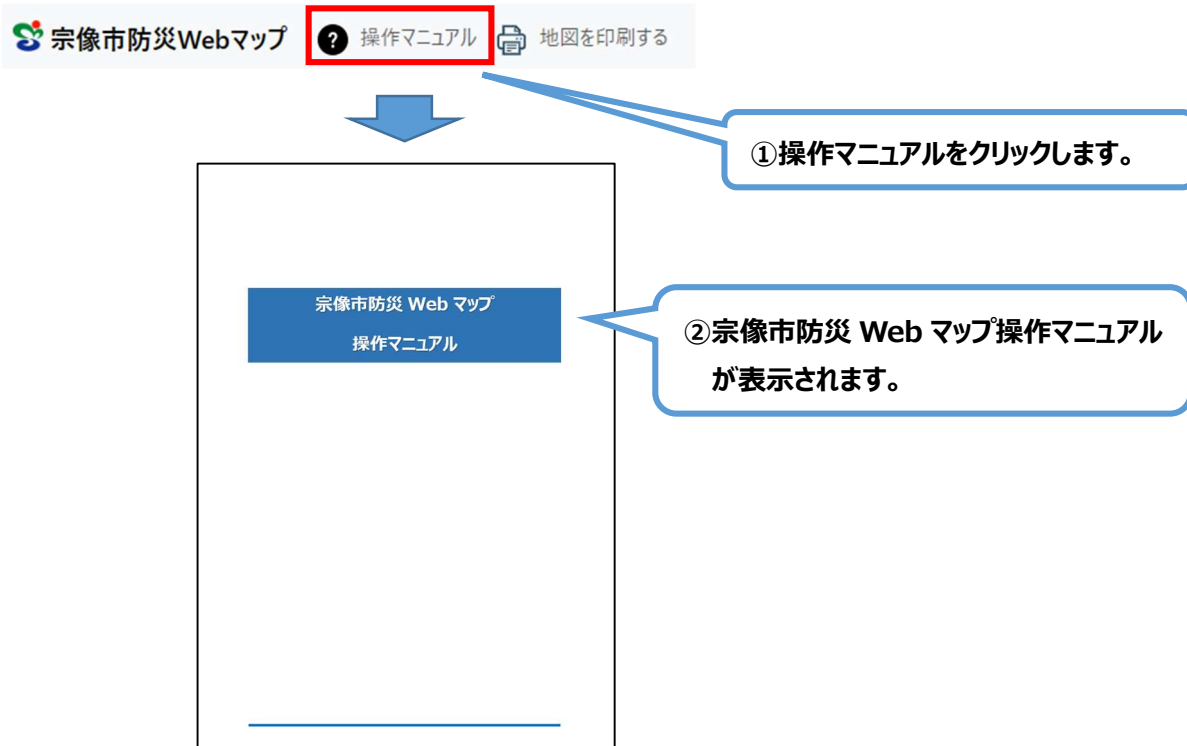 宗像市防災Webマップ ? 操作マニュアル 地図を印刷する
①操作マニュアルをクリックします。
宗像市防災 Web マップ
操作マニュアル
②宗像市防災 Web マップ操作マニュアル
が表示されます。